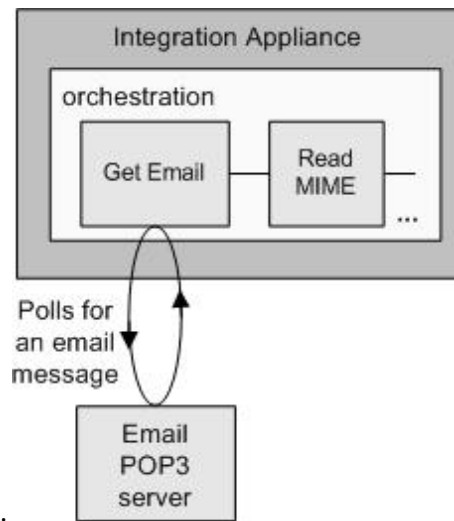 Integration Appliance
orchestration
Get Email
Read
MIME
...
Polls for
an email
message
Email
POP3
server
.